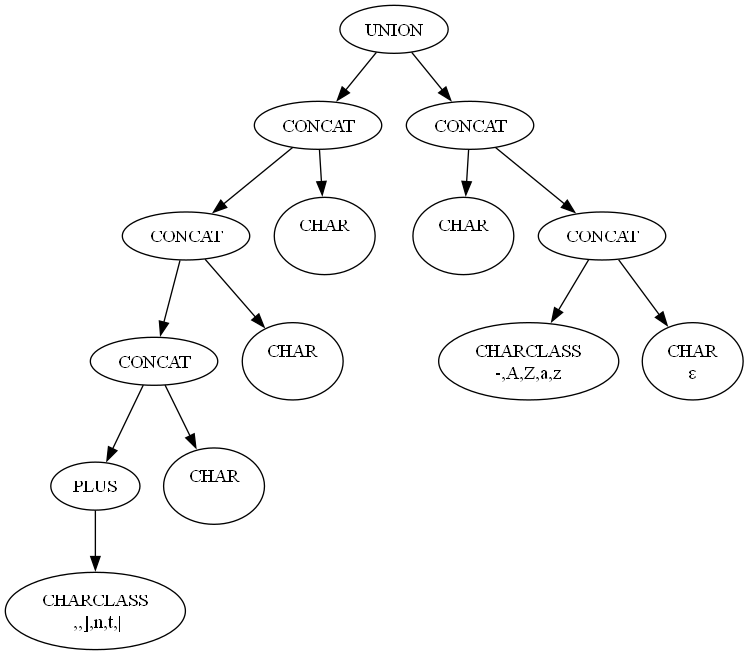 UNION
CONCAT
CONCAT
CONCAT
CHAR
CHAR
CONCAT
CONCAT
CHAR
CHARCLASS
-,A,Z,a,z
CHAR
ε
PLUS
CHAR
CHARCLASS
,,],n,t,|